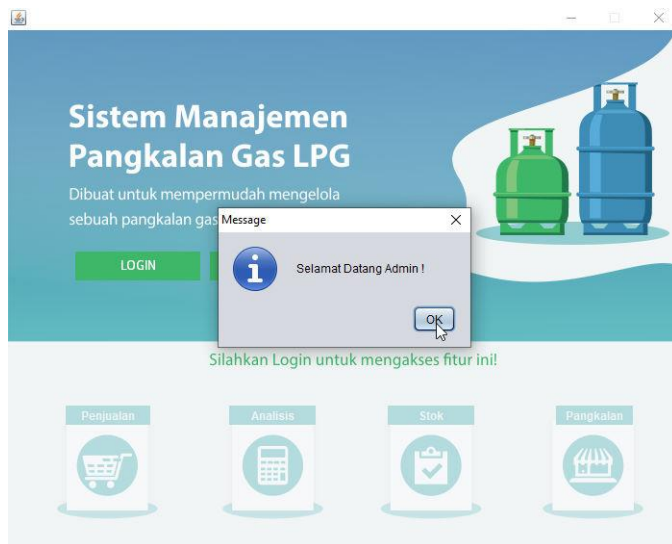 Sistem Manajemen
Pangkalan Gas LPG
Dibuat untuk mempermudah mengelola
sebuah pangkalan gas
Message
Selamat Datang Admin !
OK
LOGIN
Silahkan Login untuk mengakses fitur ini!
Penjualan
Analisis
Stok
Pangkalan